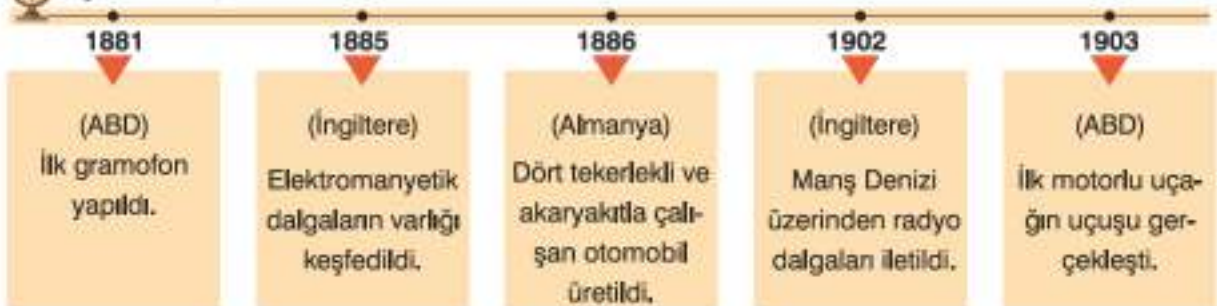 1881
1885
1886
1902
1903
(ABD)
İlk gramofon
yapıldı.
(İngiltere)
Elektromanyetik
dalgaların varlığı
keşfedildi.
(Almanya)
Dört tekerlekli ve
akaryakıtla çalı-
şan otomobil
üretildi.
(İngiltere)
Manş Denizi
üzerinden radyo
dalgaları iletildi.
(ABD)
İlk motorlu uça-
ğın uçuşu ger-
çekleşti.